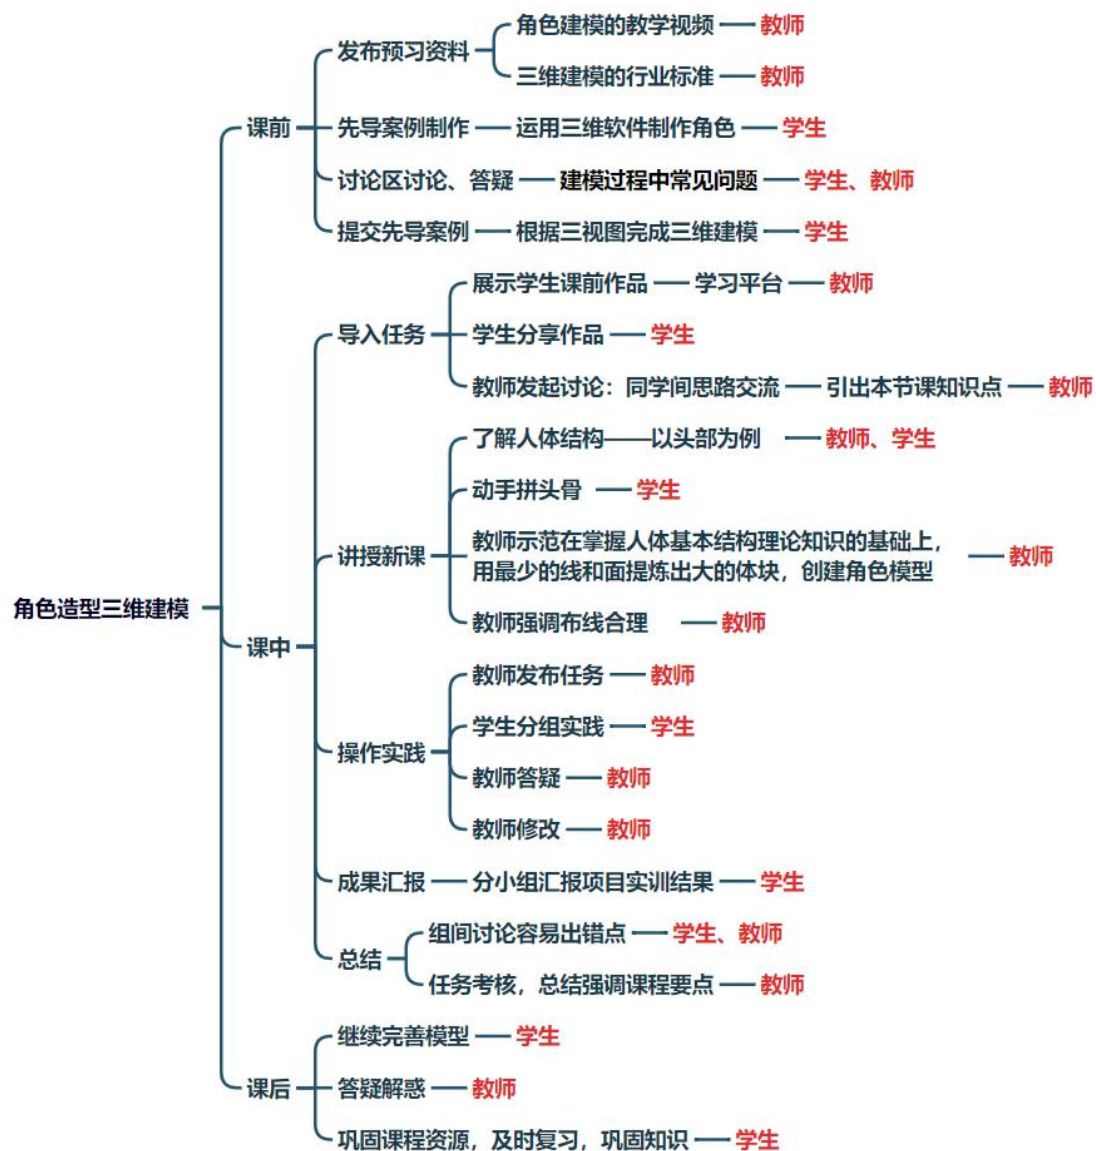 角色建模的教学视频 教师
发布预习资料
三维建模的行业标准 教师
课前 先导案例制作 运用三维软件制作角色 学生
讨论区讨论、答疑 建模过程中常见问题 学生、教师
提交先导案例 根据三视图完成三维建模 学生
展示学生课前作品 学习平台 教师
导入任务 学生分享作品 学生
教师发起讨论：同学间思路交流 引出本节课知识点 教师
了解人体结构——以头部为例 教师、学生
动手拼头骨 学生
讲授新课
教师示范在掌握人体基本结构理论知识的基础上，
用最少的线和面提炼出大的体块，创建角色模型 教师
角色造型三维建模
教师强调布线合理 教师
课中
教师发布任务 教师
学生分组实践 学生
操作实践
教师答疑 教师
教师修改 教师
成果汇报 分小组汇报项目实训结果 学生
组间讨论容易出错点 学生、教师
总结
任务考核，总结强调课程要点 教师
继续完善模型 学生
课后 答疑解惑 教师
巩固课程资源，及时复习，巩固知识 学生